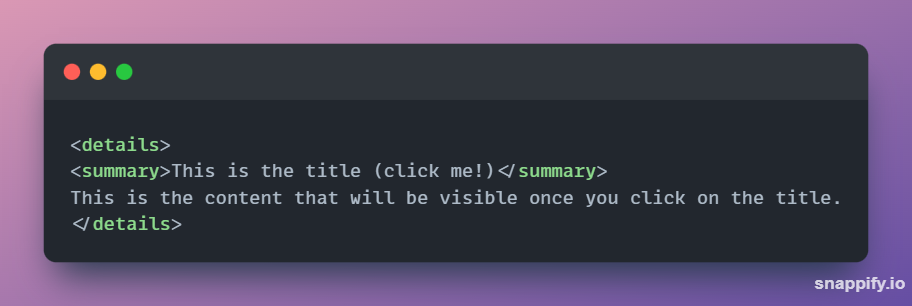 <details>
<summary>This is the title (click me!)</summary>
This is the content that will be visible once you click on the title.
</details>
snappify.io